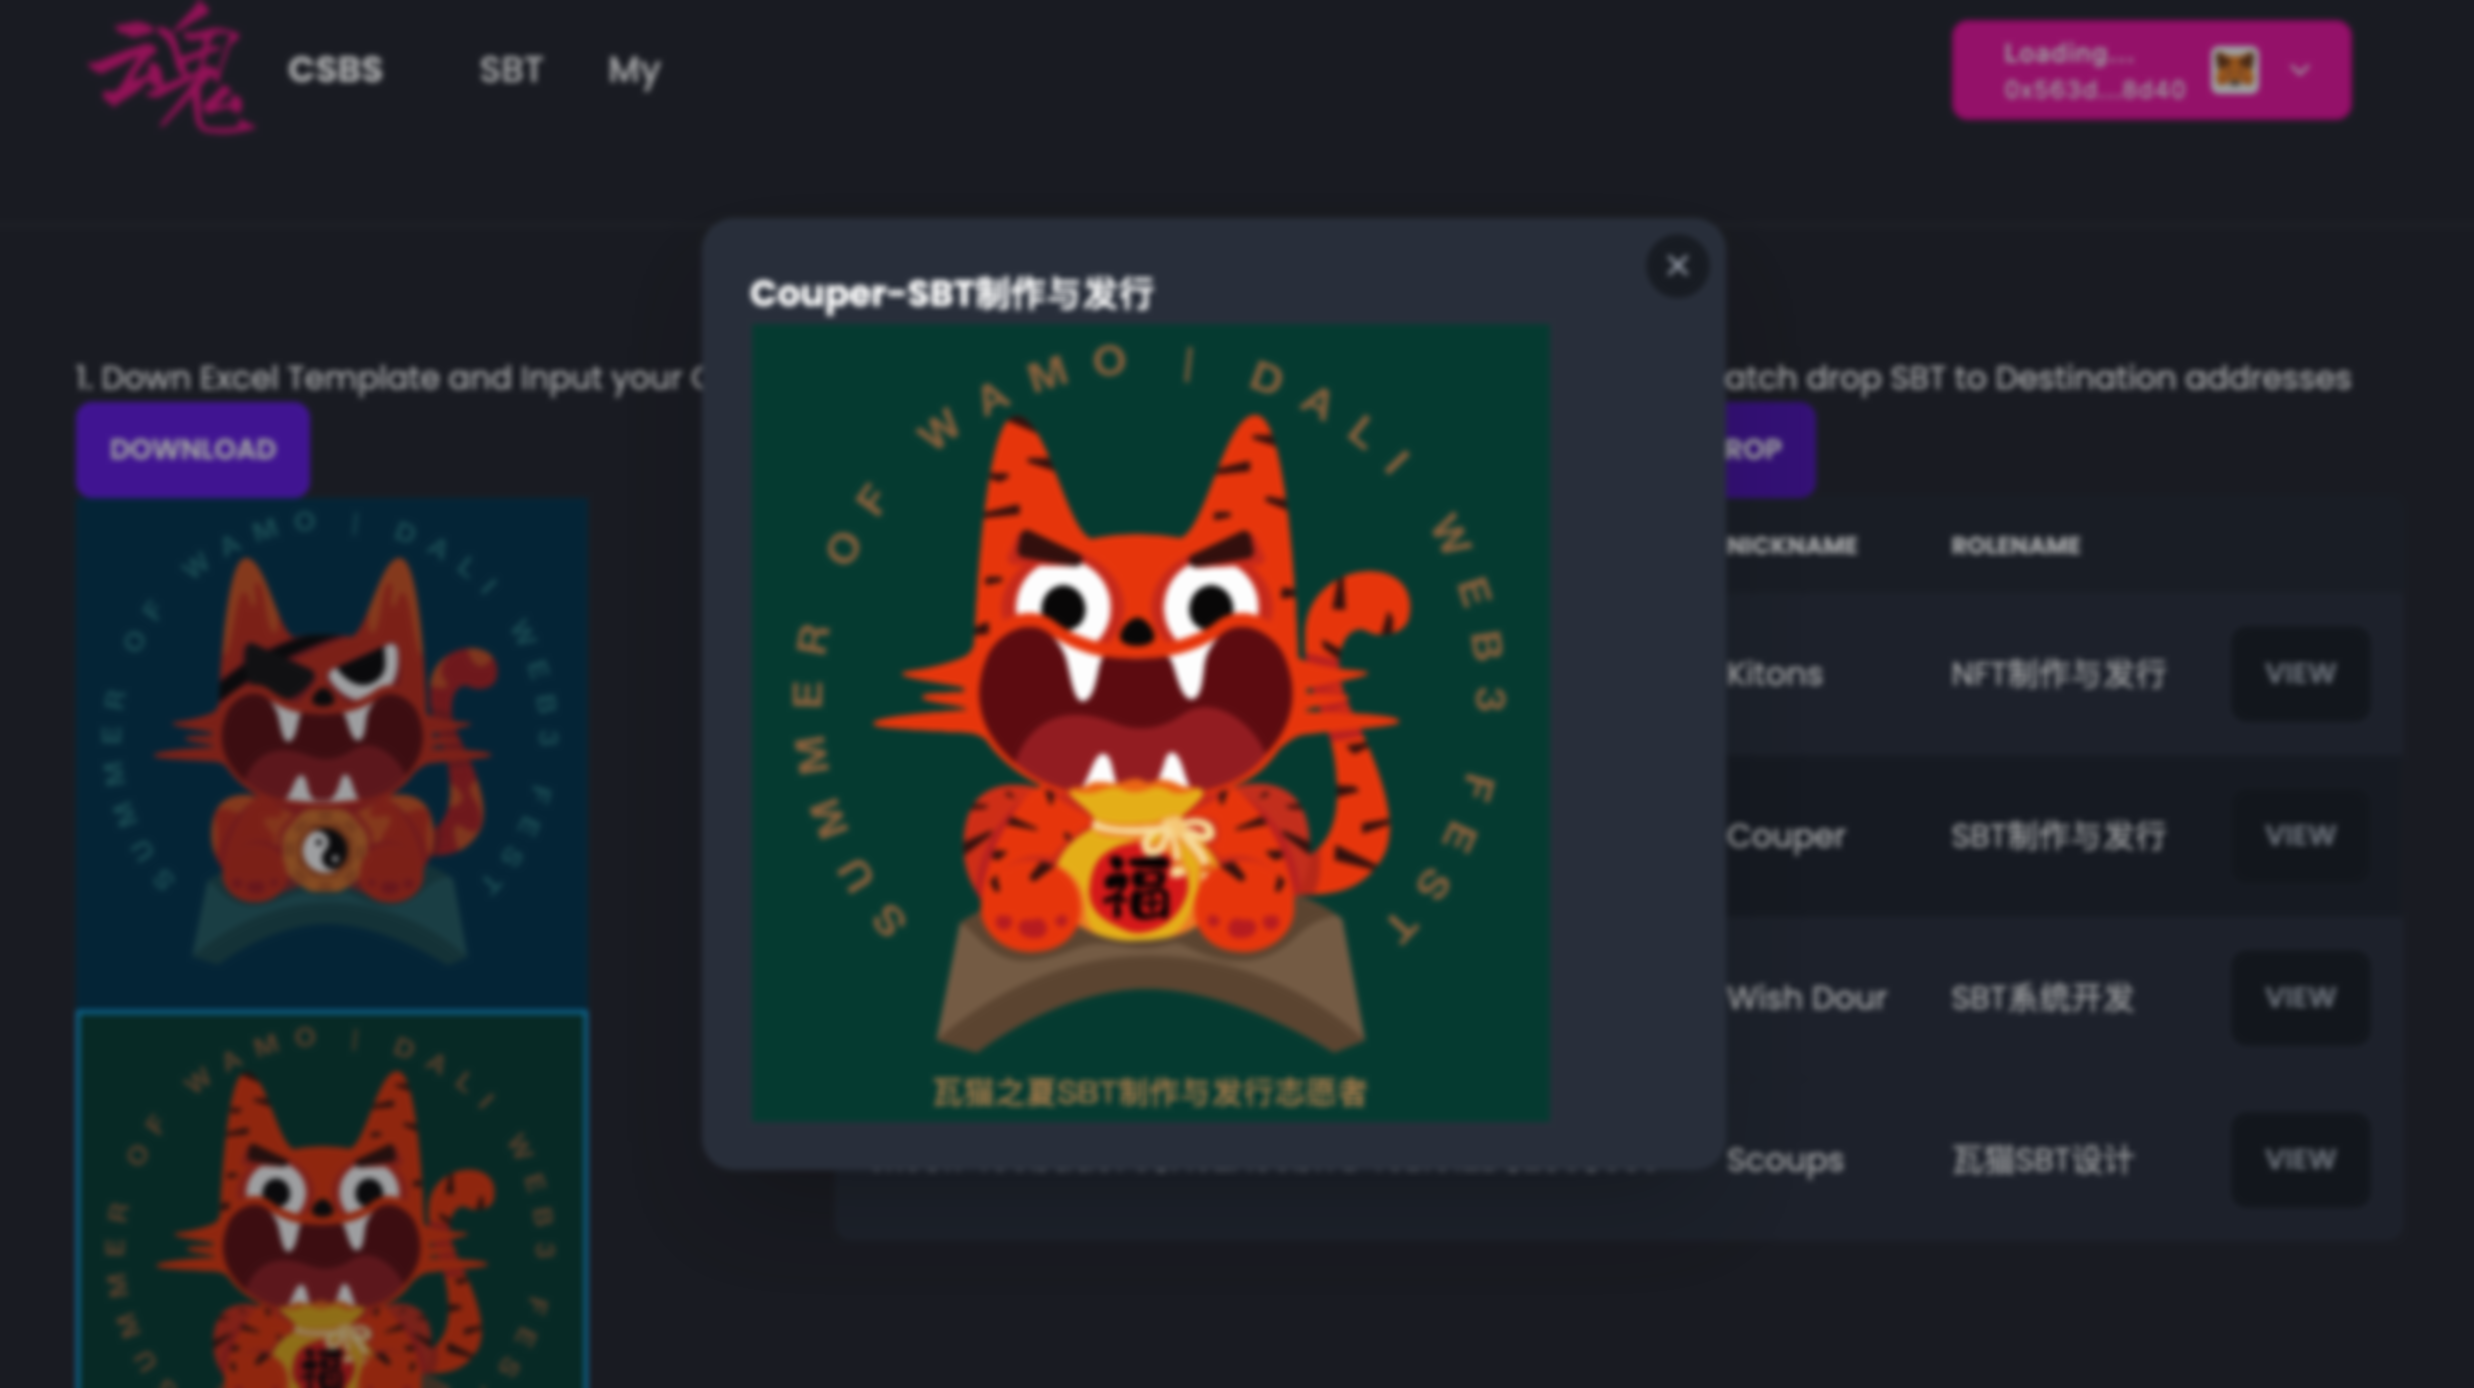 魂
CSBS
SBT
My
Loading...
0x563d...8d40
Couper-SBT制作与发行
1. Down Excel Template and Input your
atch drop SBT to Destination addresses
DOWNLOAD
ROP
SUMMER OF WAMO | DALI WEB3 FEST
SUMMER OF WAMO | DALI WEB3 FEST
福
瓦猫之夏SBT制作与发行志愿者
NICKNAME ROLENAME
Kitons NFT制作与发行 VIEW
Couper SBT制作与发行 VIEW
Wish Dour SBT系统开发 VIEW
Scoups 瓦猫SBT设计 VIEW
SUMMER OF WAMO | DALI WEB3 FES
福